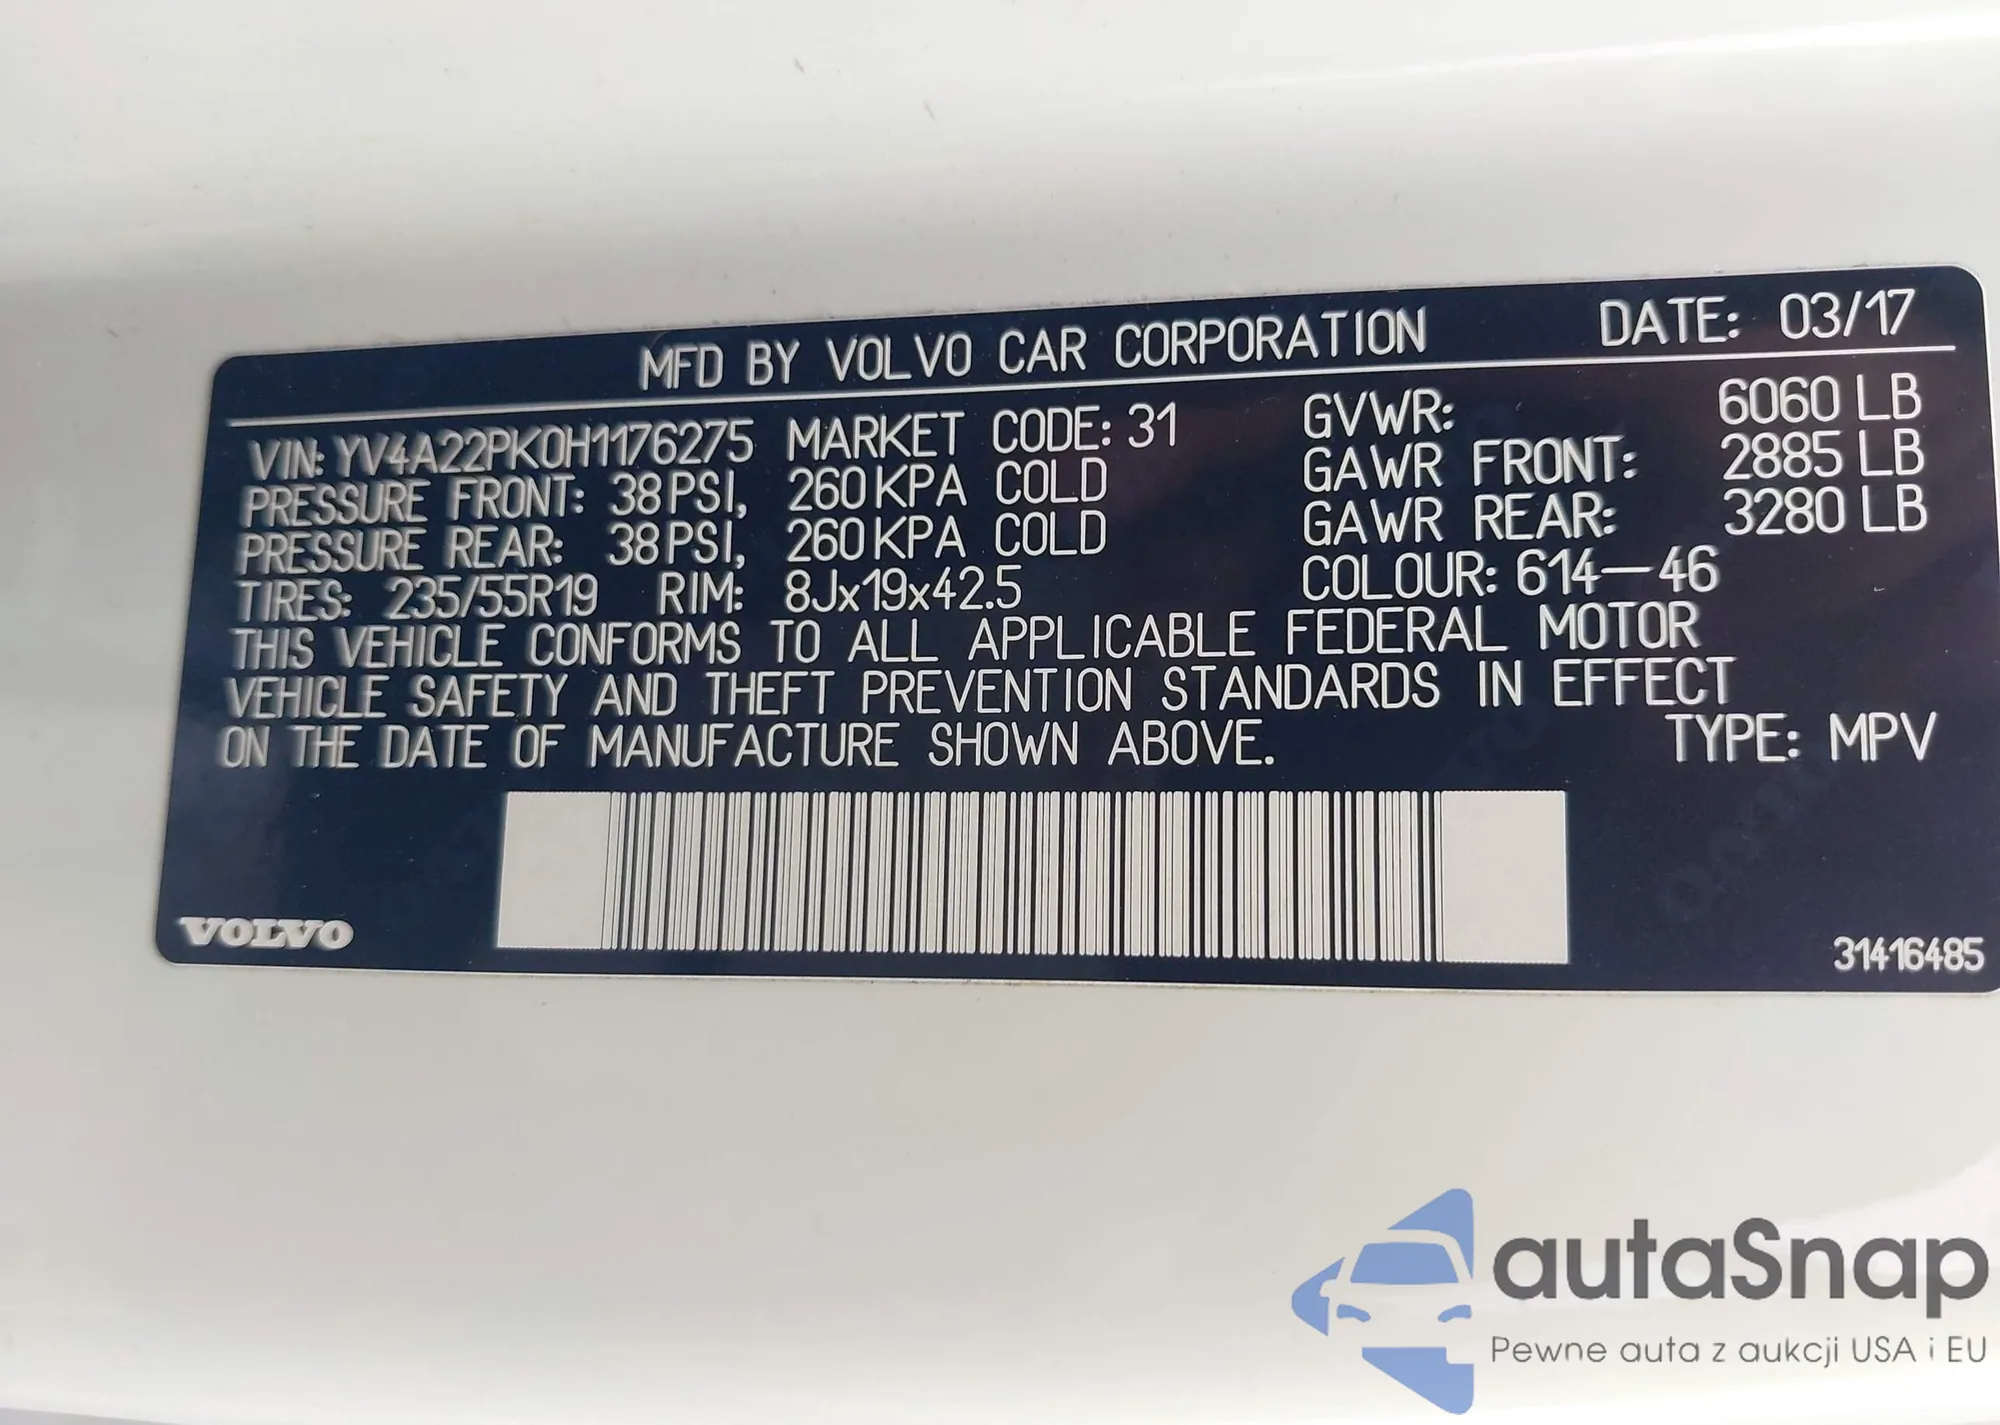 MFD BY VOLVO CAR CORPORATION DATE: 03/17
VIN: YV4A22PK0H1176275 MARKET CODE: 31 GVWR: 6060 LB
PRESSURE FRONT: 38 PSI, 260 KPA COLD GAWR FRONT: 2885 LB
PRESSURE REAR: 38 PSI, 260 KPA COLD GAWR REAR: 3280 LB
TIRES: 235/55R19 RIM: 8Jx19x42.5 COLOUR: 614-46
THIS VEHICLE CONFORMS TO ALL APPLICABLE FEDERAL MOTOR
VEHICLE SAFETY AND THEFT PREVENTION STANDARDS IN EFFECT
ON THE DATE OF MANUFACTURE SHOWN ABOVE. TYPE: MPV
VOLVO 31416485
autaSnap
Pewne auta z aukcji USA i EU